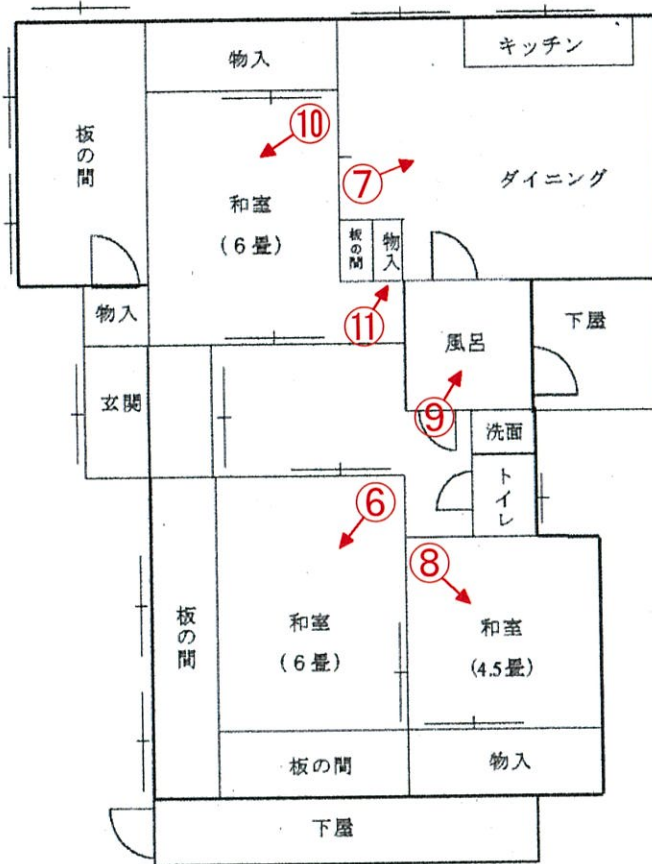 キッチン
物入
⑩
板の間
⑦
ダイニング
和室
(6畳)
板の間
物入
物入
⑪
風呂
下屋
玄関
⑨
洗面
トイレ
⑥
⑧
板の間
和室
(6畳)
和室
(4.5畳)
板の間
物入
下屋